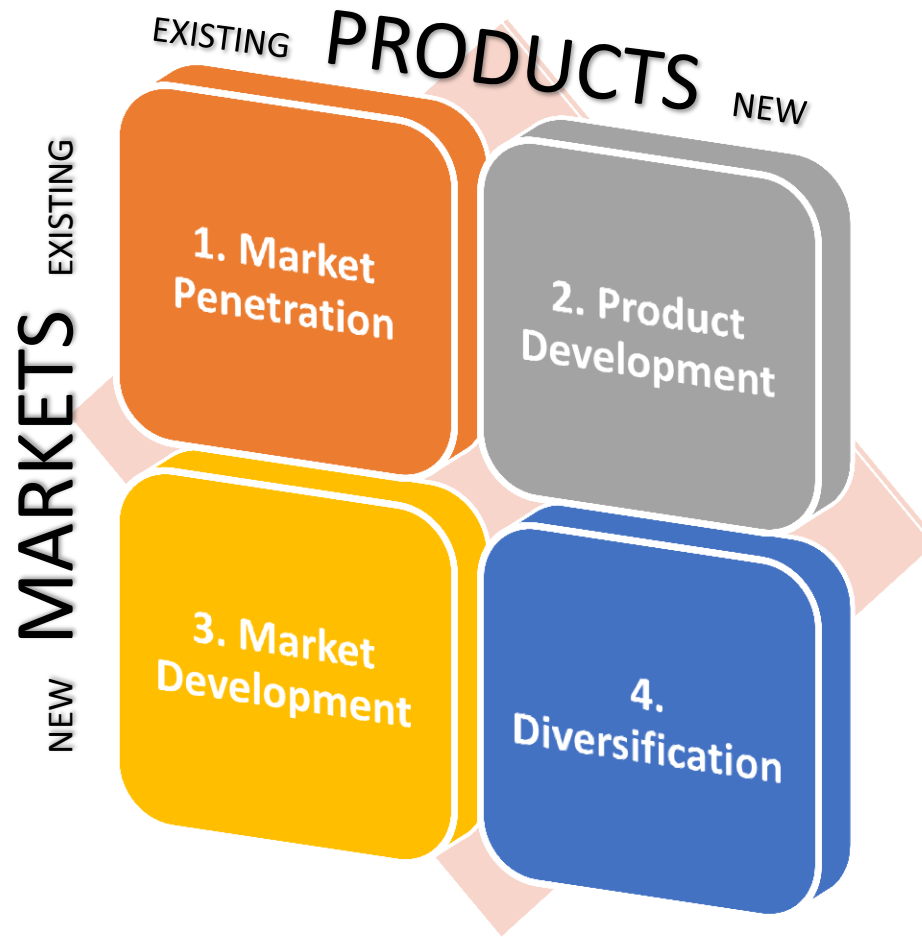 EXISTING PRODUCTS NEW
EXISTING
MARKETS
NEW
1. Market
Penetration
2. Product
Development
3. Market
Development
4.
Diversification